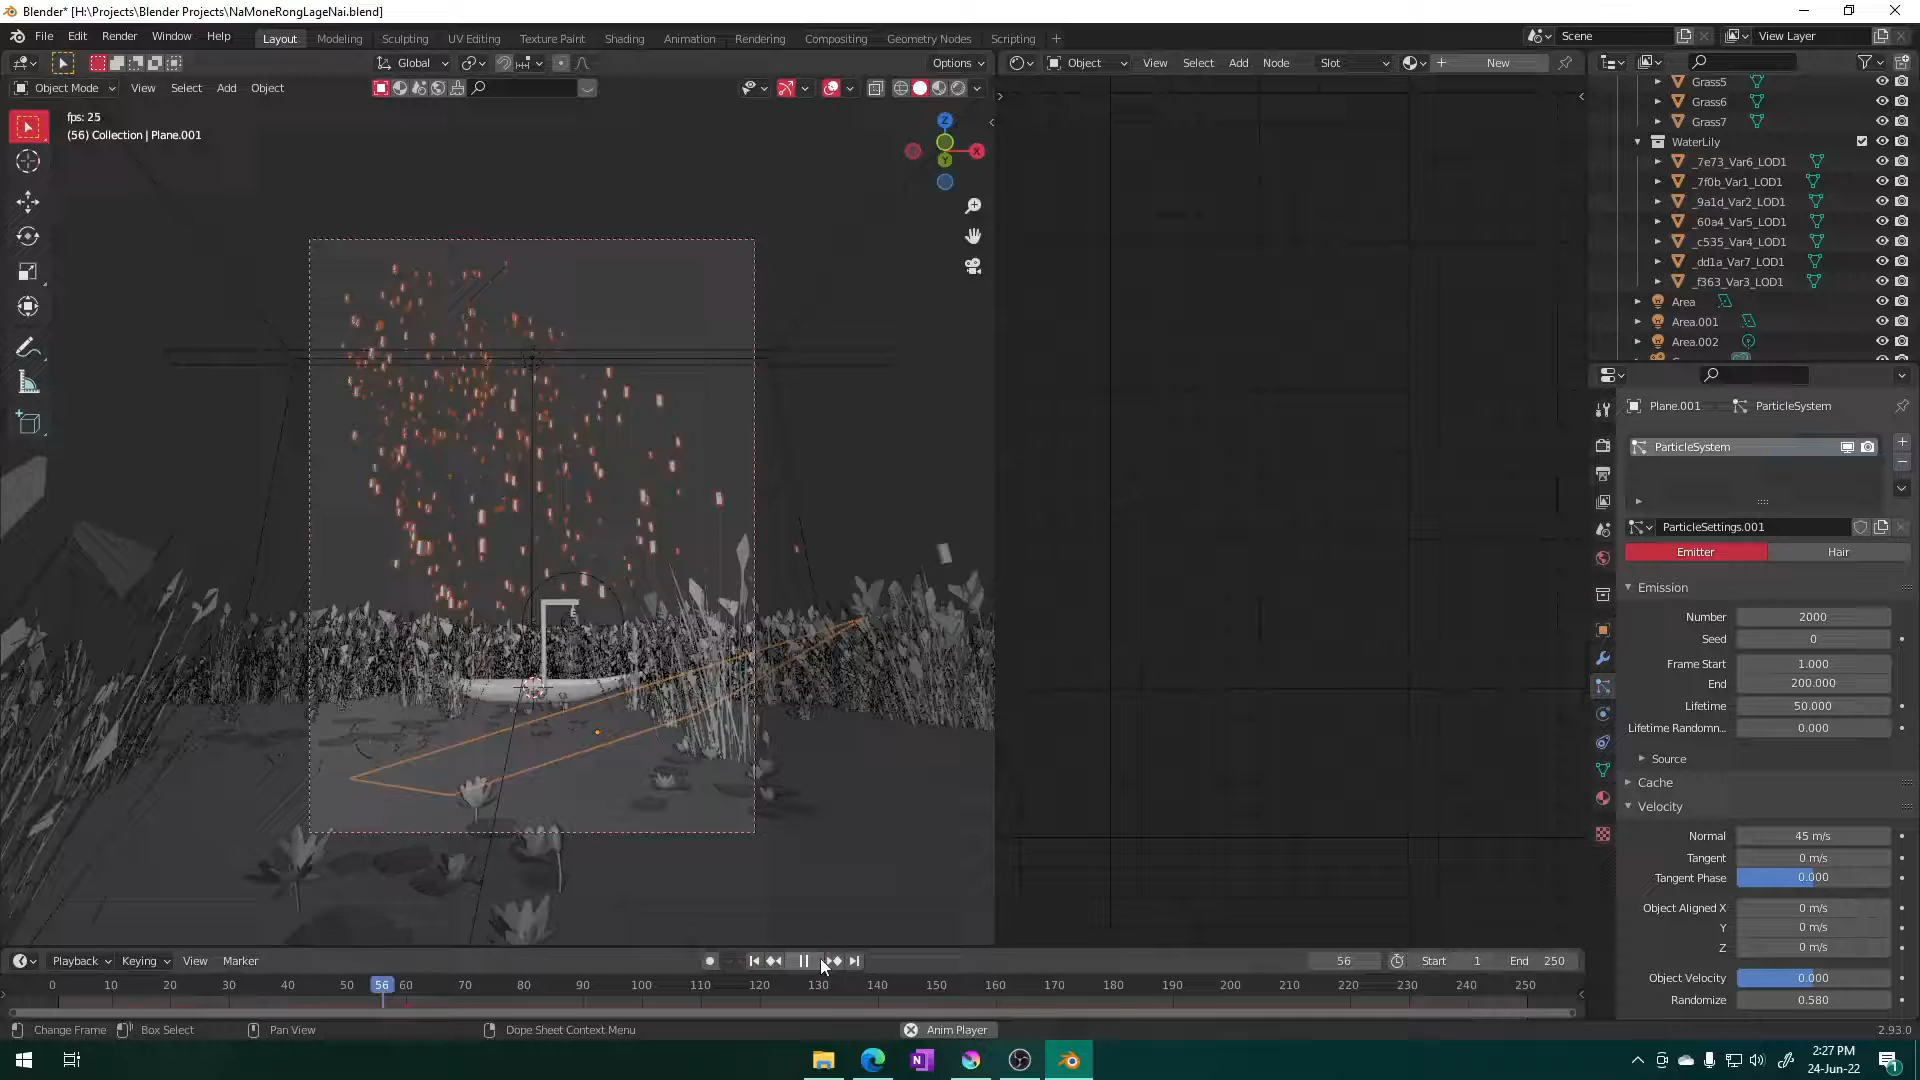 Blender* [H:\Projects\Blender Projects\NaMoneRongLageNai.blend]
File Edit Render Window Help Layout Modeling Sculpting UV Editing Texture Paint Shading Animation Rendering Compositing Geometry Nodes Scripting + Scene View Layer
Global Options Object View Select Add Node Slot New
Object Mode View Select Add Object
fps: 25
(56) Collection | Plane.001
Z
X
Y
Grass5
Grass6
Grass7
WaterLily
_7e73_Var6_LOD1
_7f0b_Var1_LOD1
_9a1d_Var2_LOD1
_60a4_Var5_LOD1
_c535_Var4_LOD1
_dd1a_Var7_LOD1
_f363_Var3_LOD1
Area
Area.001
Area.002
Plane.001 ParticleSystem
ParticleSystem
ParticleSettings.001
Emitter Hair
Emission
Number 2000
Seed 0
Frame Start 1.000
End 200.000
Lifetime 50.000
Lifetime Randomn... 0.000
Source
Cache
Velocity
Normal 45 m/s
Tangent 0 m/s
Tangent Phase 0.000
Object Aligned X 0 m/s
Y 0 m/s
Z 0 m/s
Object Velocity 0.000
Randomize 0.580
Playback Keying View Marker 56 Start 1 End 250
0 10 20 30 40 50 56 60 70 80 90 100 110 120 130 140 150 160 170 180 190 200 210 220 230 240 250
Change Frame Box Select Pan View Dope Sheet Context Menu Anim Player 2.93.0
2:27 PM
24-Jun-22
1